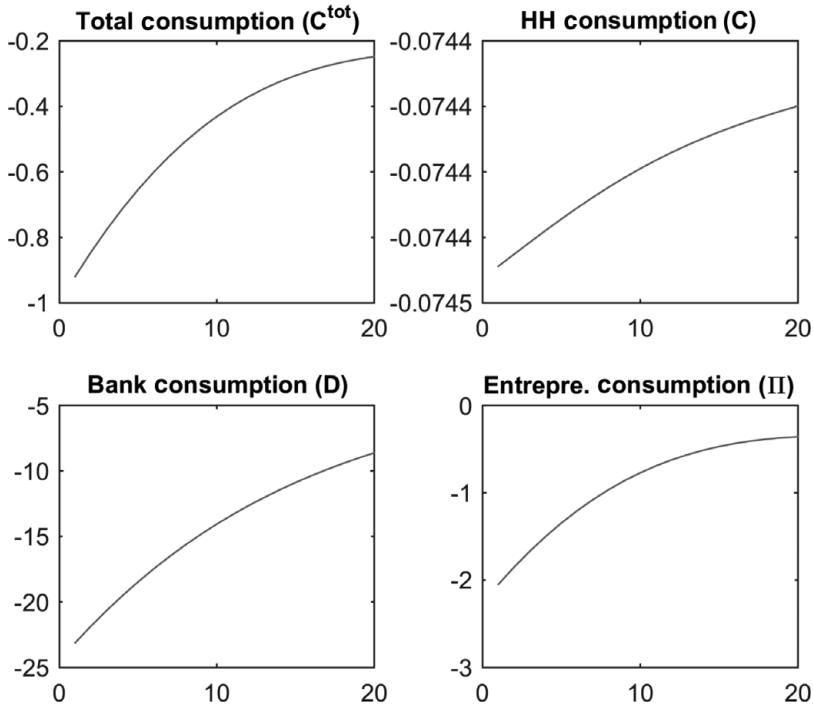 Total consumption (C^tot)
-0.2
-0.4
-0.6
-0.8
-1
0 10 20
HH consumption (C)
-0.0744
-0.0744
-0.0744
-0.0744
-0.0745
0 10 20
Bank consumption (D)
-5
-10
-15
-20
-25
0 10 20
Entrepre. consumption (Π)
0
-1
-2
-3
0 10 20